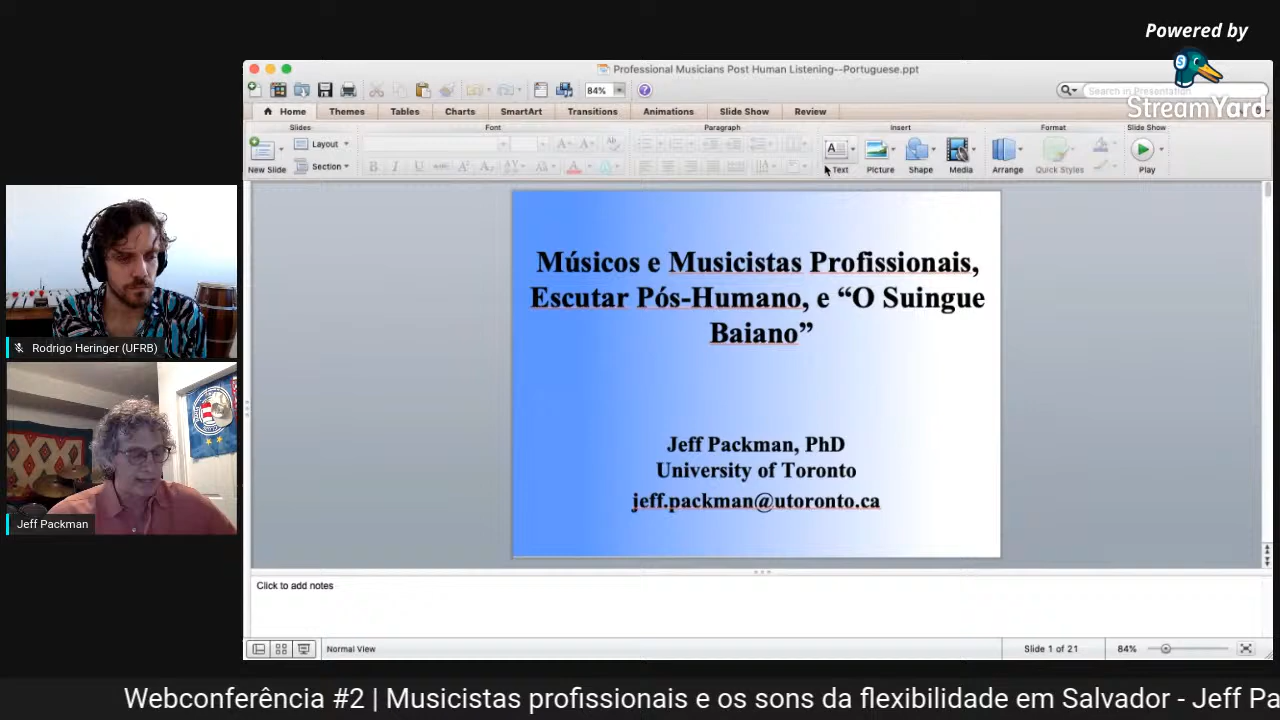 Powered by
StreamYard
Professional Musicians Post Human Listening--Portuguese.ppt
84%
Search in Presentation
Home Themes Tables Charts SmartArt Transitions Animations Slide Show Review
Slides Font Paragraph Insert Format Slide Show
New Slide Layout Section Text Picture Shape Media Arrange Quick Styles Play
Músicos e Musicistas Profissionais,
Escutar Pós-Humano, e “O Suingue
Baiano”
Jeff Packman, PhD
University of Toronto
jeff.packman@utoronto.ca
Rodrigo Heringer (UFRB)
Jeff Packman
Click to add notes
Normal View Slide 1 of 21 84%
Webconferência #2 | Musicistas profissionais e os sons da flexibilidade em Salvador - Jeff Pa